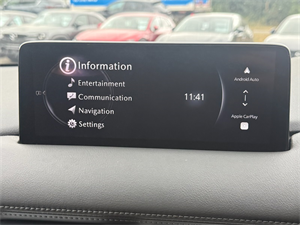 Information
Entertainment
Communication
Navigation
Settings
11:41
Android Auto
Apple CarPlay